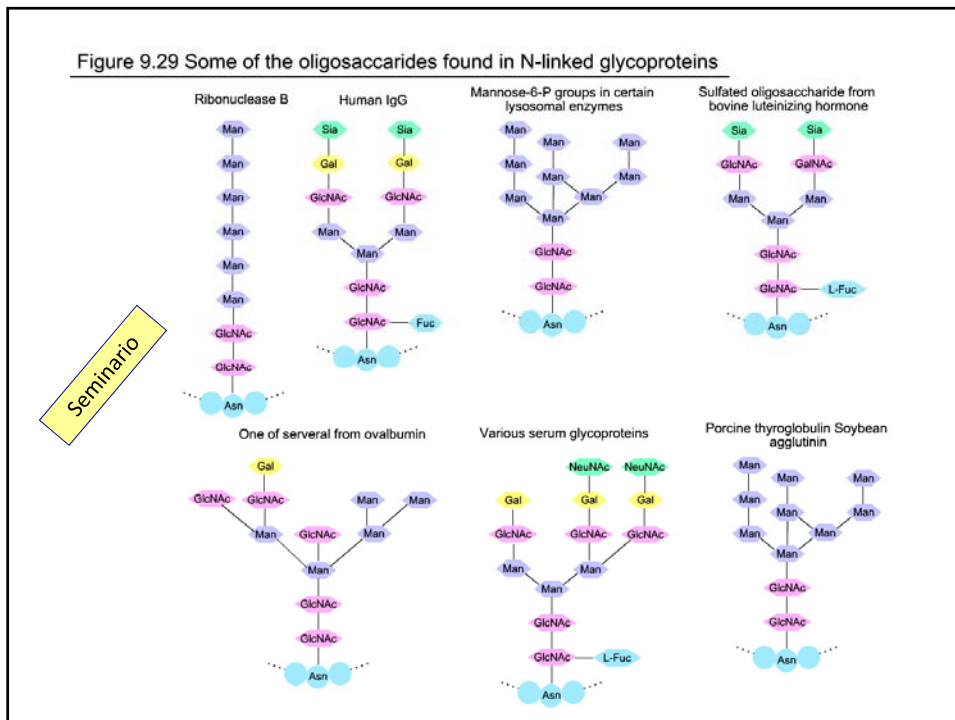 Figure 9.29 Some of the oligosaccarides found in N-linked glycoproteins
Seminario
Ribonuclease B
Man
Man
Man
Man
Man
Man
GlcNAc
GlcNAc
Asn
Human IgG
Sia Sia
Gal Gal
GlcNAc GlcNAc
Man Man
Man
GlcNAc
GlcNAc Fuc
Asn
Mannose-6-P groups in certain
lysosomal enzymes
Man
Man Man
Man
Man Man
Man Man
Man
GlcNAc
GlcNAc
Asn
Sulfated oligosaccharide from
bovine luteinizing hormone
Sia Sia
GlcNAc GalNAc
Man Man
Man
GlcNAc
GlcNAc L-Fuc
Asn
One of serveral from ovalbumin
Gal
GlcNAc GlcNAc Man Man
Man GlcNAc Man
Man
GlcNAc
GlcNAc
Asn
Various serum glycoproteins
NeuNAc NeuNAc
Gal Gal Gal
GlcNAc GlcNAc GlcNAc
Man Man
Man
GlcNAc
GlcNAc L-Fuc
Asn
Porcine thyroglobulin Soybean
agglutinin
Man
Man Man
Man
Man Man
Man Man
Man
GlcNAc
GlcNAc
Asn